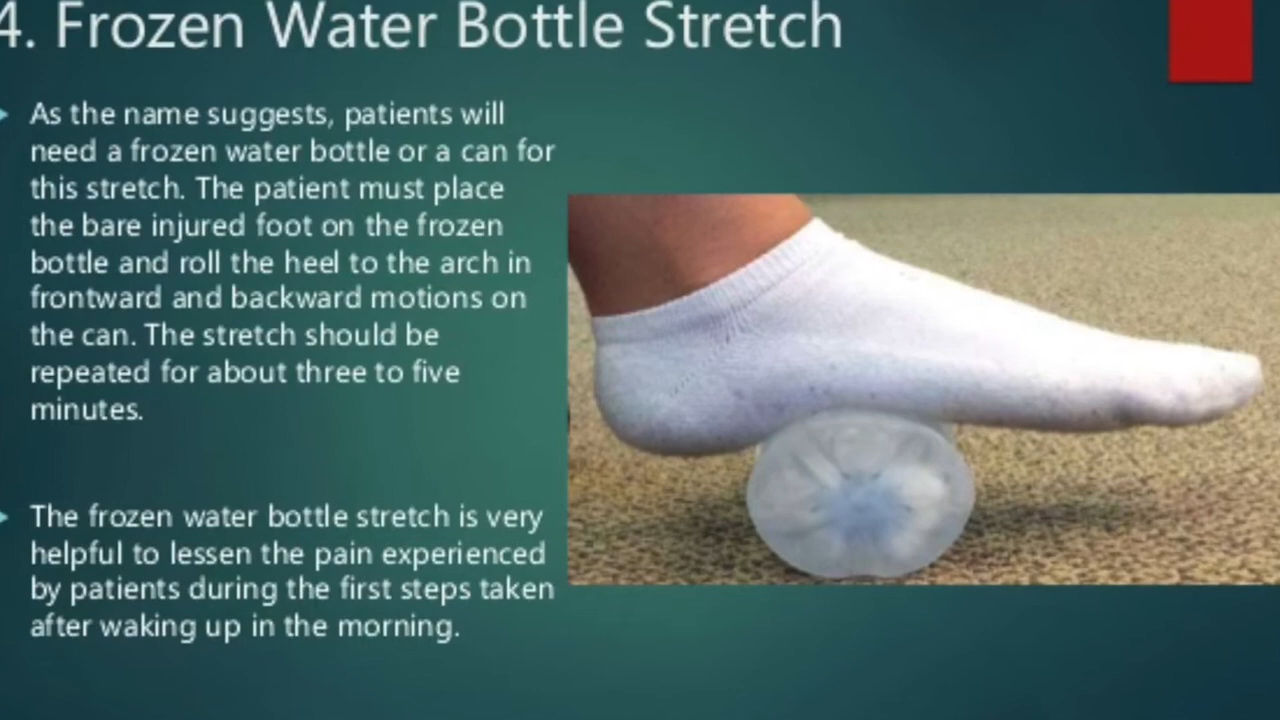 4. Frozen Water Bottle Stretch
As the name suggests, patients will
need a frozen water bottle or a can for
this stretch. The patient must place
the bare injured foot on the frozen
bottle and roll the heel to the arch in
frontward and backward motions on
the can. The stretch should be
repeated for about three to five
minutes.
The frozen water bottle stretch is very
helpful to lessen the pain experienced
by patients during the first steps taken
after waking up in the morning.